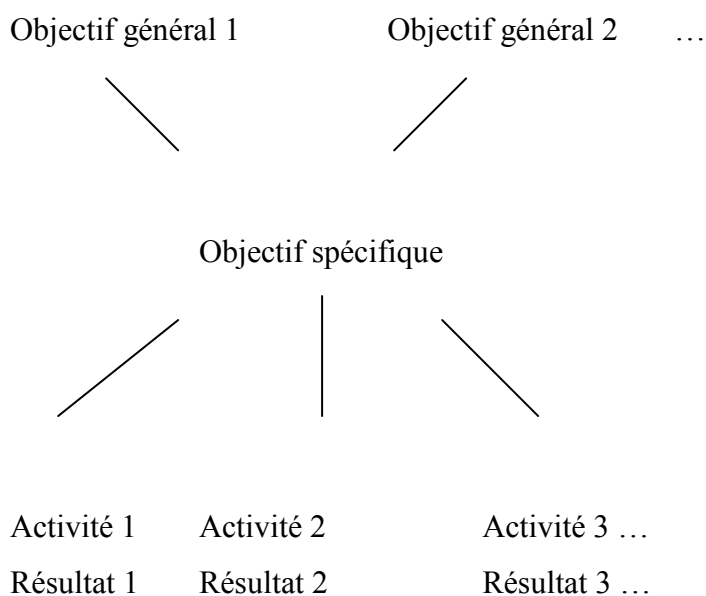 Objectif général 1 Objectif général 2 …
Objectif spécifique
Activité 1 Activité 2 Activité 3 …
Résultat 1 Résultat 2 Résultat 3 …